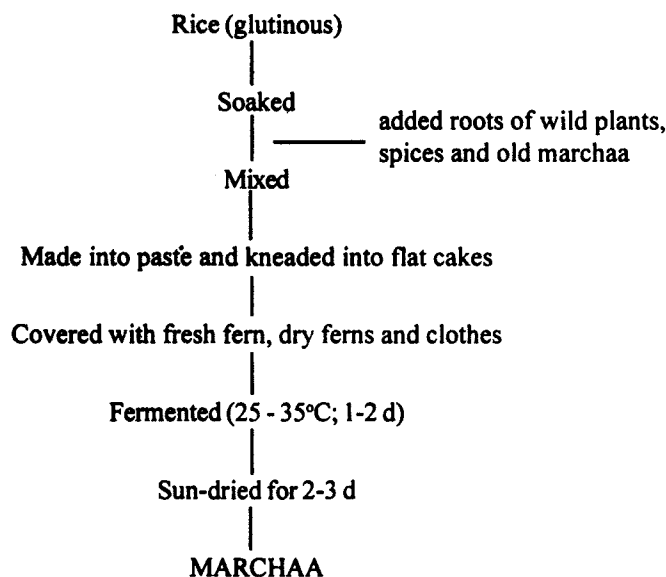 Rice (glutinous)
Soaked
added roots of wild plants,
spices and old marchaa
Mixed
Made into paste and kneaded into flat cakes
Covered with fresh fern, dry ferns and clothes
Fermented (25 - 35°C; 1-2 d)
Sun-dried for 2-3 d
MARCHAA